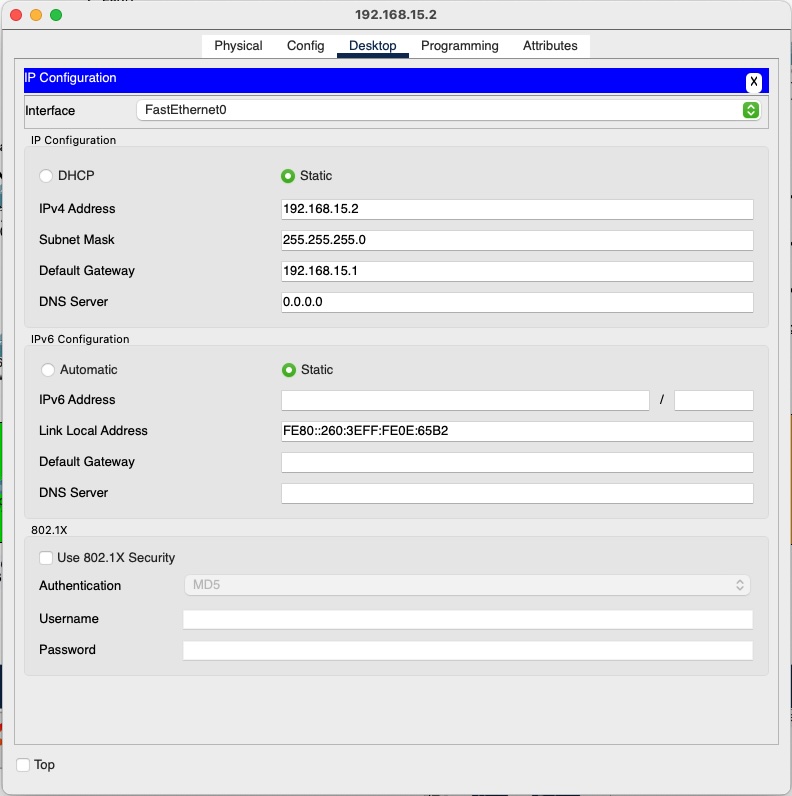 192.168.15.2
Physical Config Desktop Programming Attributes
IP Configuration
X
Interface FastEthernet0
IP Configuration
DHCP Static
IPv4 Address 192.168.15.2
Subnet Mask 255.255.255.0
Default Gateway 192.168.15.1
DNS Server 0.0.0.0
IPv6 Configuration
Automatic Static
IPv6 Address /
Link Local Address FE80::260:3EFF:FE0E:65B2
Default Gateway
DNS Server
802.1X
Use 802.1X Security
Authentication MD5
Username
Password
Top